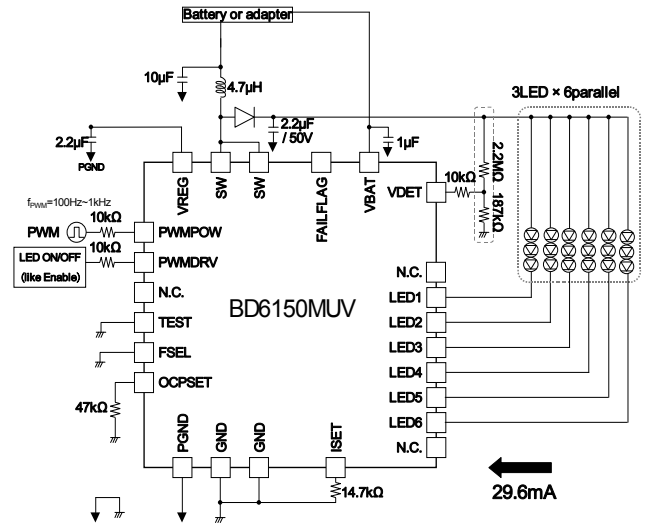 Battery or adapter
10µF
4.7µH
3LED × 6parallel
2.2µF
/ 50V
2.2µF
PGND
1µF
2.2MΩ
187kΩ
10kΩ
VREG
SW
SW
FAILFLAG
VBAT
VDET
fPWM=100Hz~1kHz
10kΩ
PWM
PWMPOW
10kΩ
LED ON/OFF
(like Enable)
PWMDRV
N.C.
N.C.
BD6150MUV
LED1
TEST
LED2
FSEL
LED3
OCPSET
LED4
47kΩ
LED5
LED6
PGND
GND
GND
ISET
N.C.
14.7kΩ
29.6mA